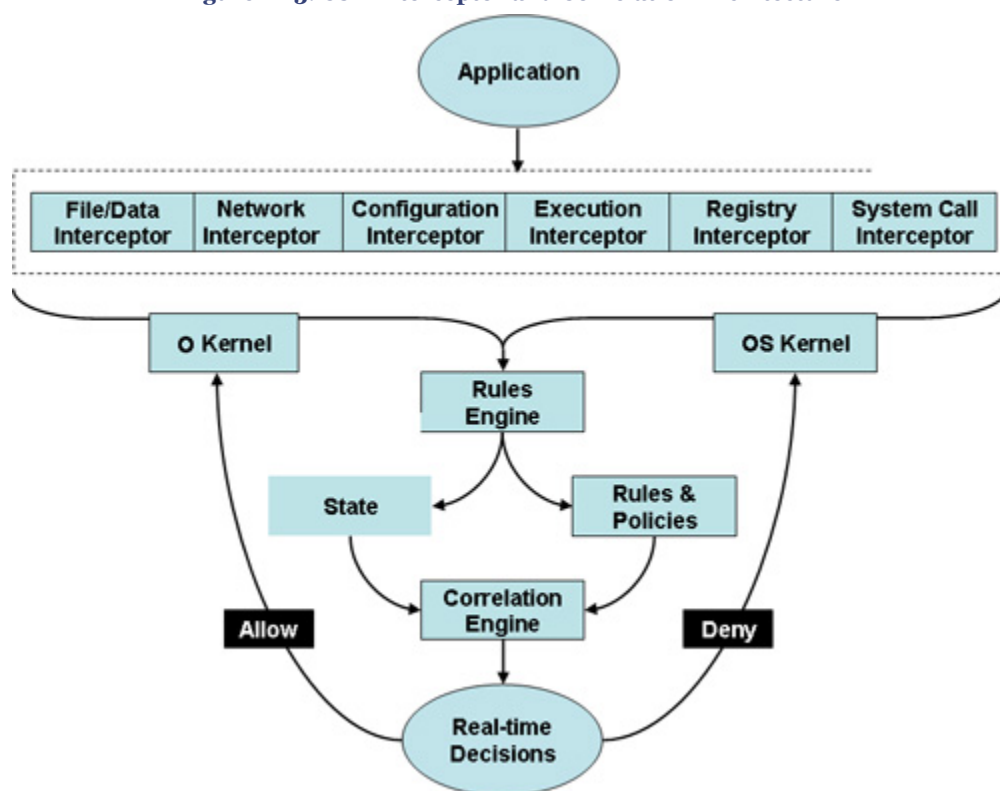 Application
File/Data
Interceptor
Network
Interceptor
Configuration
Interceptor
Execution
Interceptor
Registry
Interceptor
System Call
Interceptor
O Kernel
OS Kernel
Rules
Engine
State
Rules &
Policies
Correlation
Engine
Allow
Deny
Real-time
Decisions